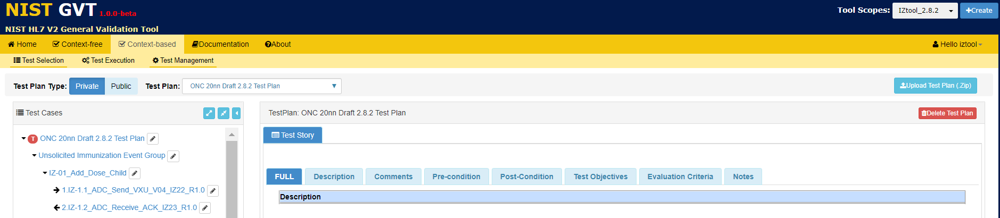 NIST GVT 1.0.0-beta
Tool Scopes: IZtool_2.8.2 Create
NIST HL7 V2 General Validation Tool
Home Context-free Context-based Documentation About Hello iztool
Test Selection Test Execution Test Management
Test Plan Type: Private Public Test Plan: ONC 20nn Draft 2.8.2 Test Plan Upload Test Plan (.Zip)
Test Cases
ONC 20nn Draft 2.8.2 Test Plan
Unsolicited Immunization Event Group
IZ-01_Add_Dose_Child
1.IZ-1.1_ADC_Send_VXU_V04_IZ22_R1.0
2.IZ-1.2_ADC_Receive_ACK_IZ23_R1.0
TestPlan: ONC 20nn Draft 2.8.2 Test Plan Delete Test Plan
Test Story
FULL Description Comments Pre-condition Post-Condition Test Objectives Evaluation Criteria Notes
Description